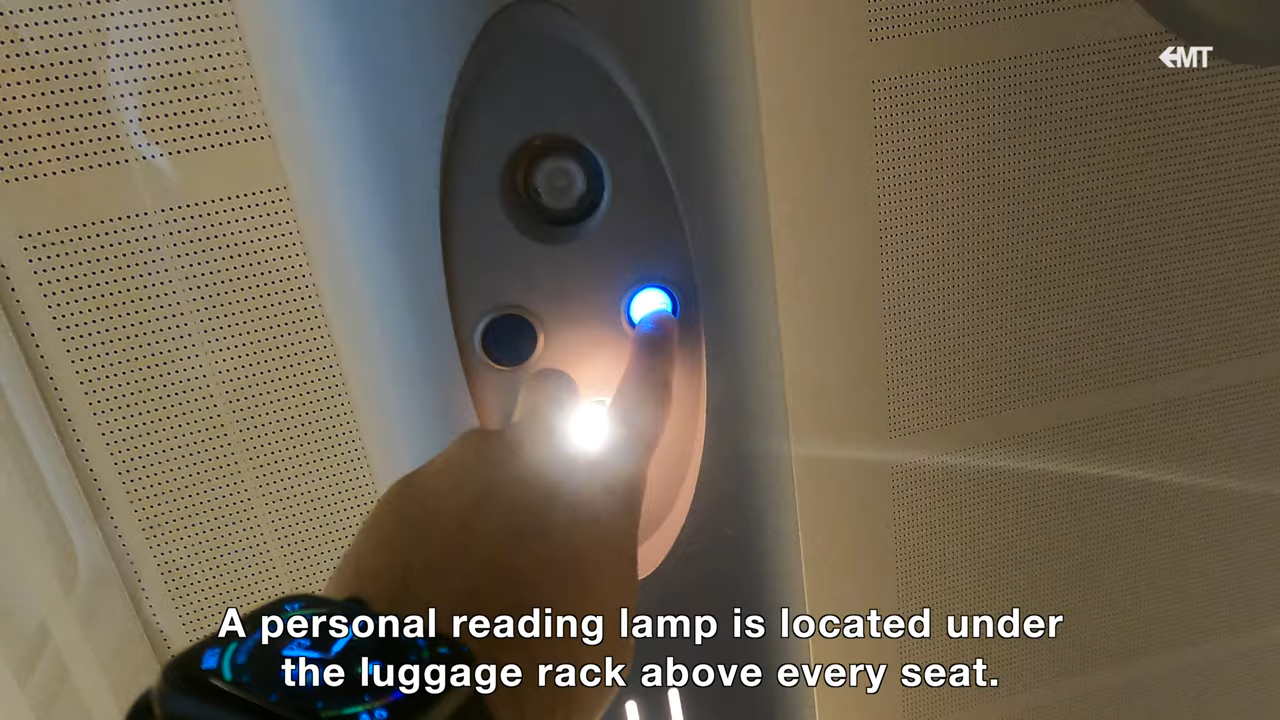 MT
A personal reading lamp is located under
the luggage rack above every seat.